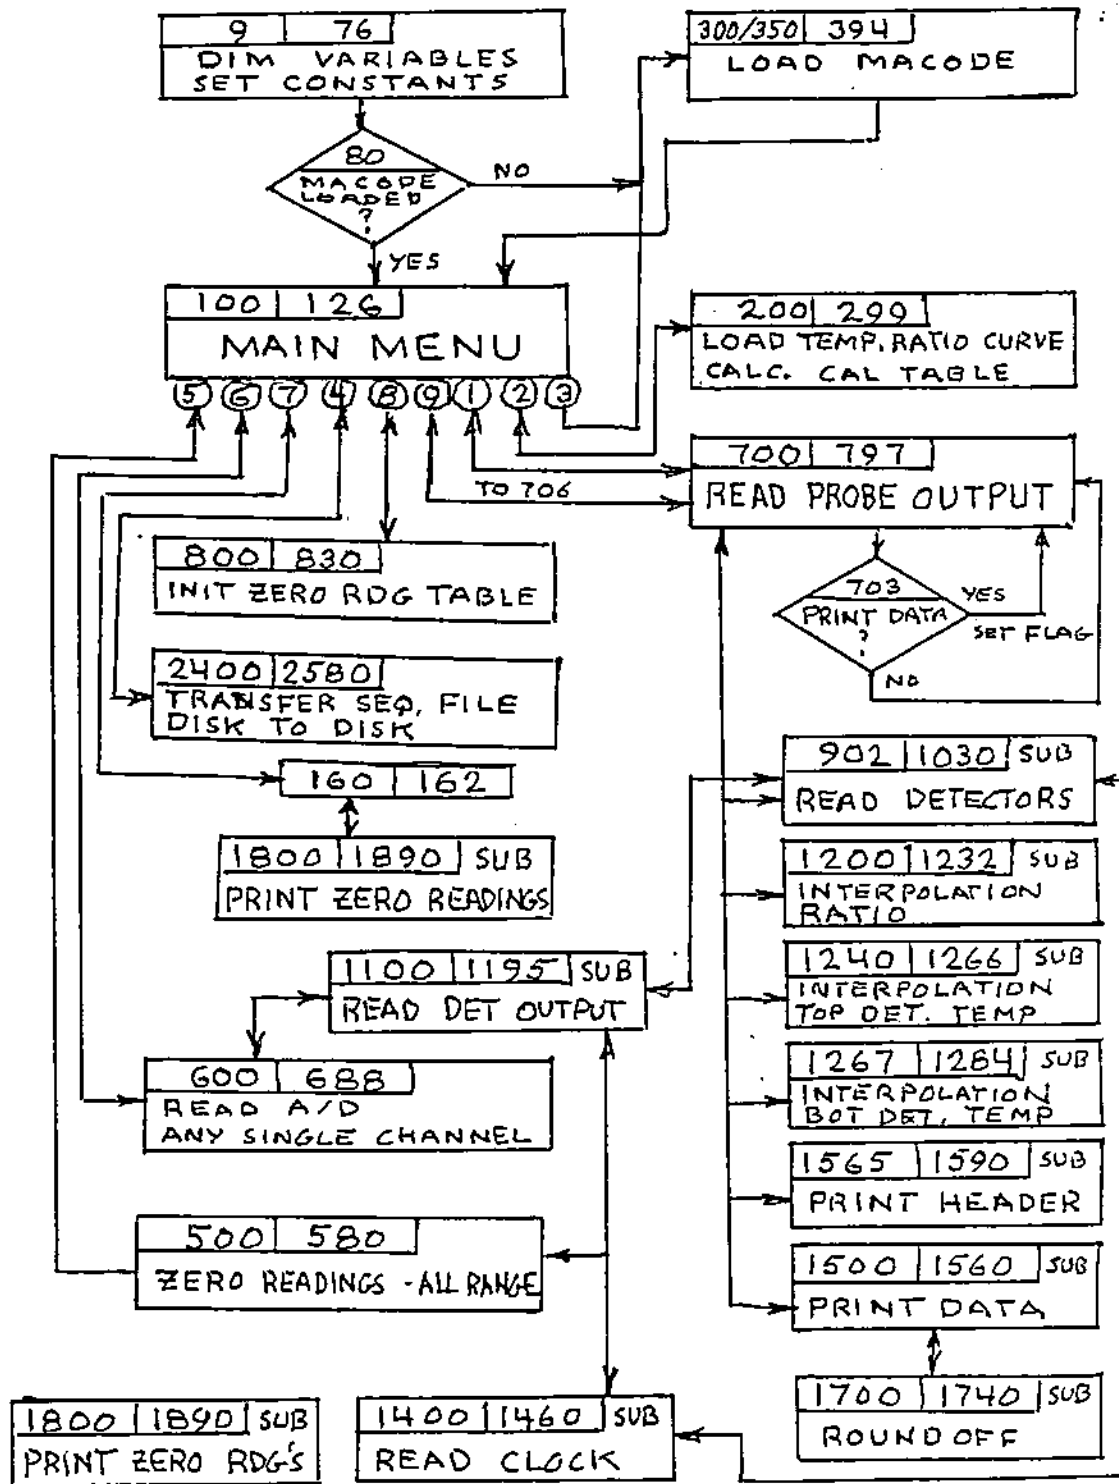 9 76
DIM VARIABLES
SET CONSTANTS
300/350 394
LOAD MACODE
80
MACODE
LOADED
?
NO
YES
100 126
MAIN MENU
5 6 7 4 8 9 1 2 3
200 299
LOAD TEMP. RATIO CURVE
CALC. CAL TABLE
700 797
READ PROBE OUTPUT
TO 706
703
PRINT DATA
?
YES
SET FLAG
NO
800 830
INIT ZERO RDG TABLE
2400 2580
TRANSFER SEQ. FILE
DISK TO DISK
160 162
1800 1890 SUB
PRINT ZERO READINGS
902 1030 SUB
READ DETECTORS
1200 1232 SUB
INTERPOLATION
RATIO
1240 1266 SUB
INTERPOLATION
TOP DET. TEMP
1267 1284 SUB
INTERPOLATION
BOT DET. TEMP
1565 1590 SUB
PRINT HEADER
1500 1560 SUB
PRINT DATA
1700 1740 SUB
ROUND OFF
1100 1195 SUB
READ DET OUTPUT
600 688
READ A/D
ANY SINGLE CHANNEL
500 580
ZERO READINGS - ALL RANGE
1800 1890 SUB
PRINT ZERO RDG'S
1400 1460 SUB
READ CLOCK